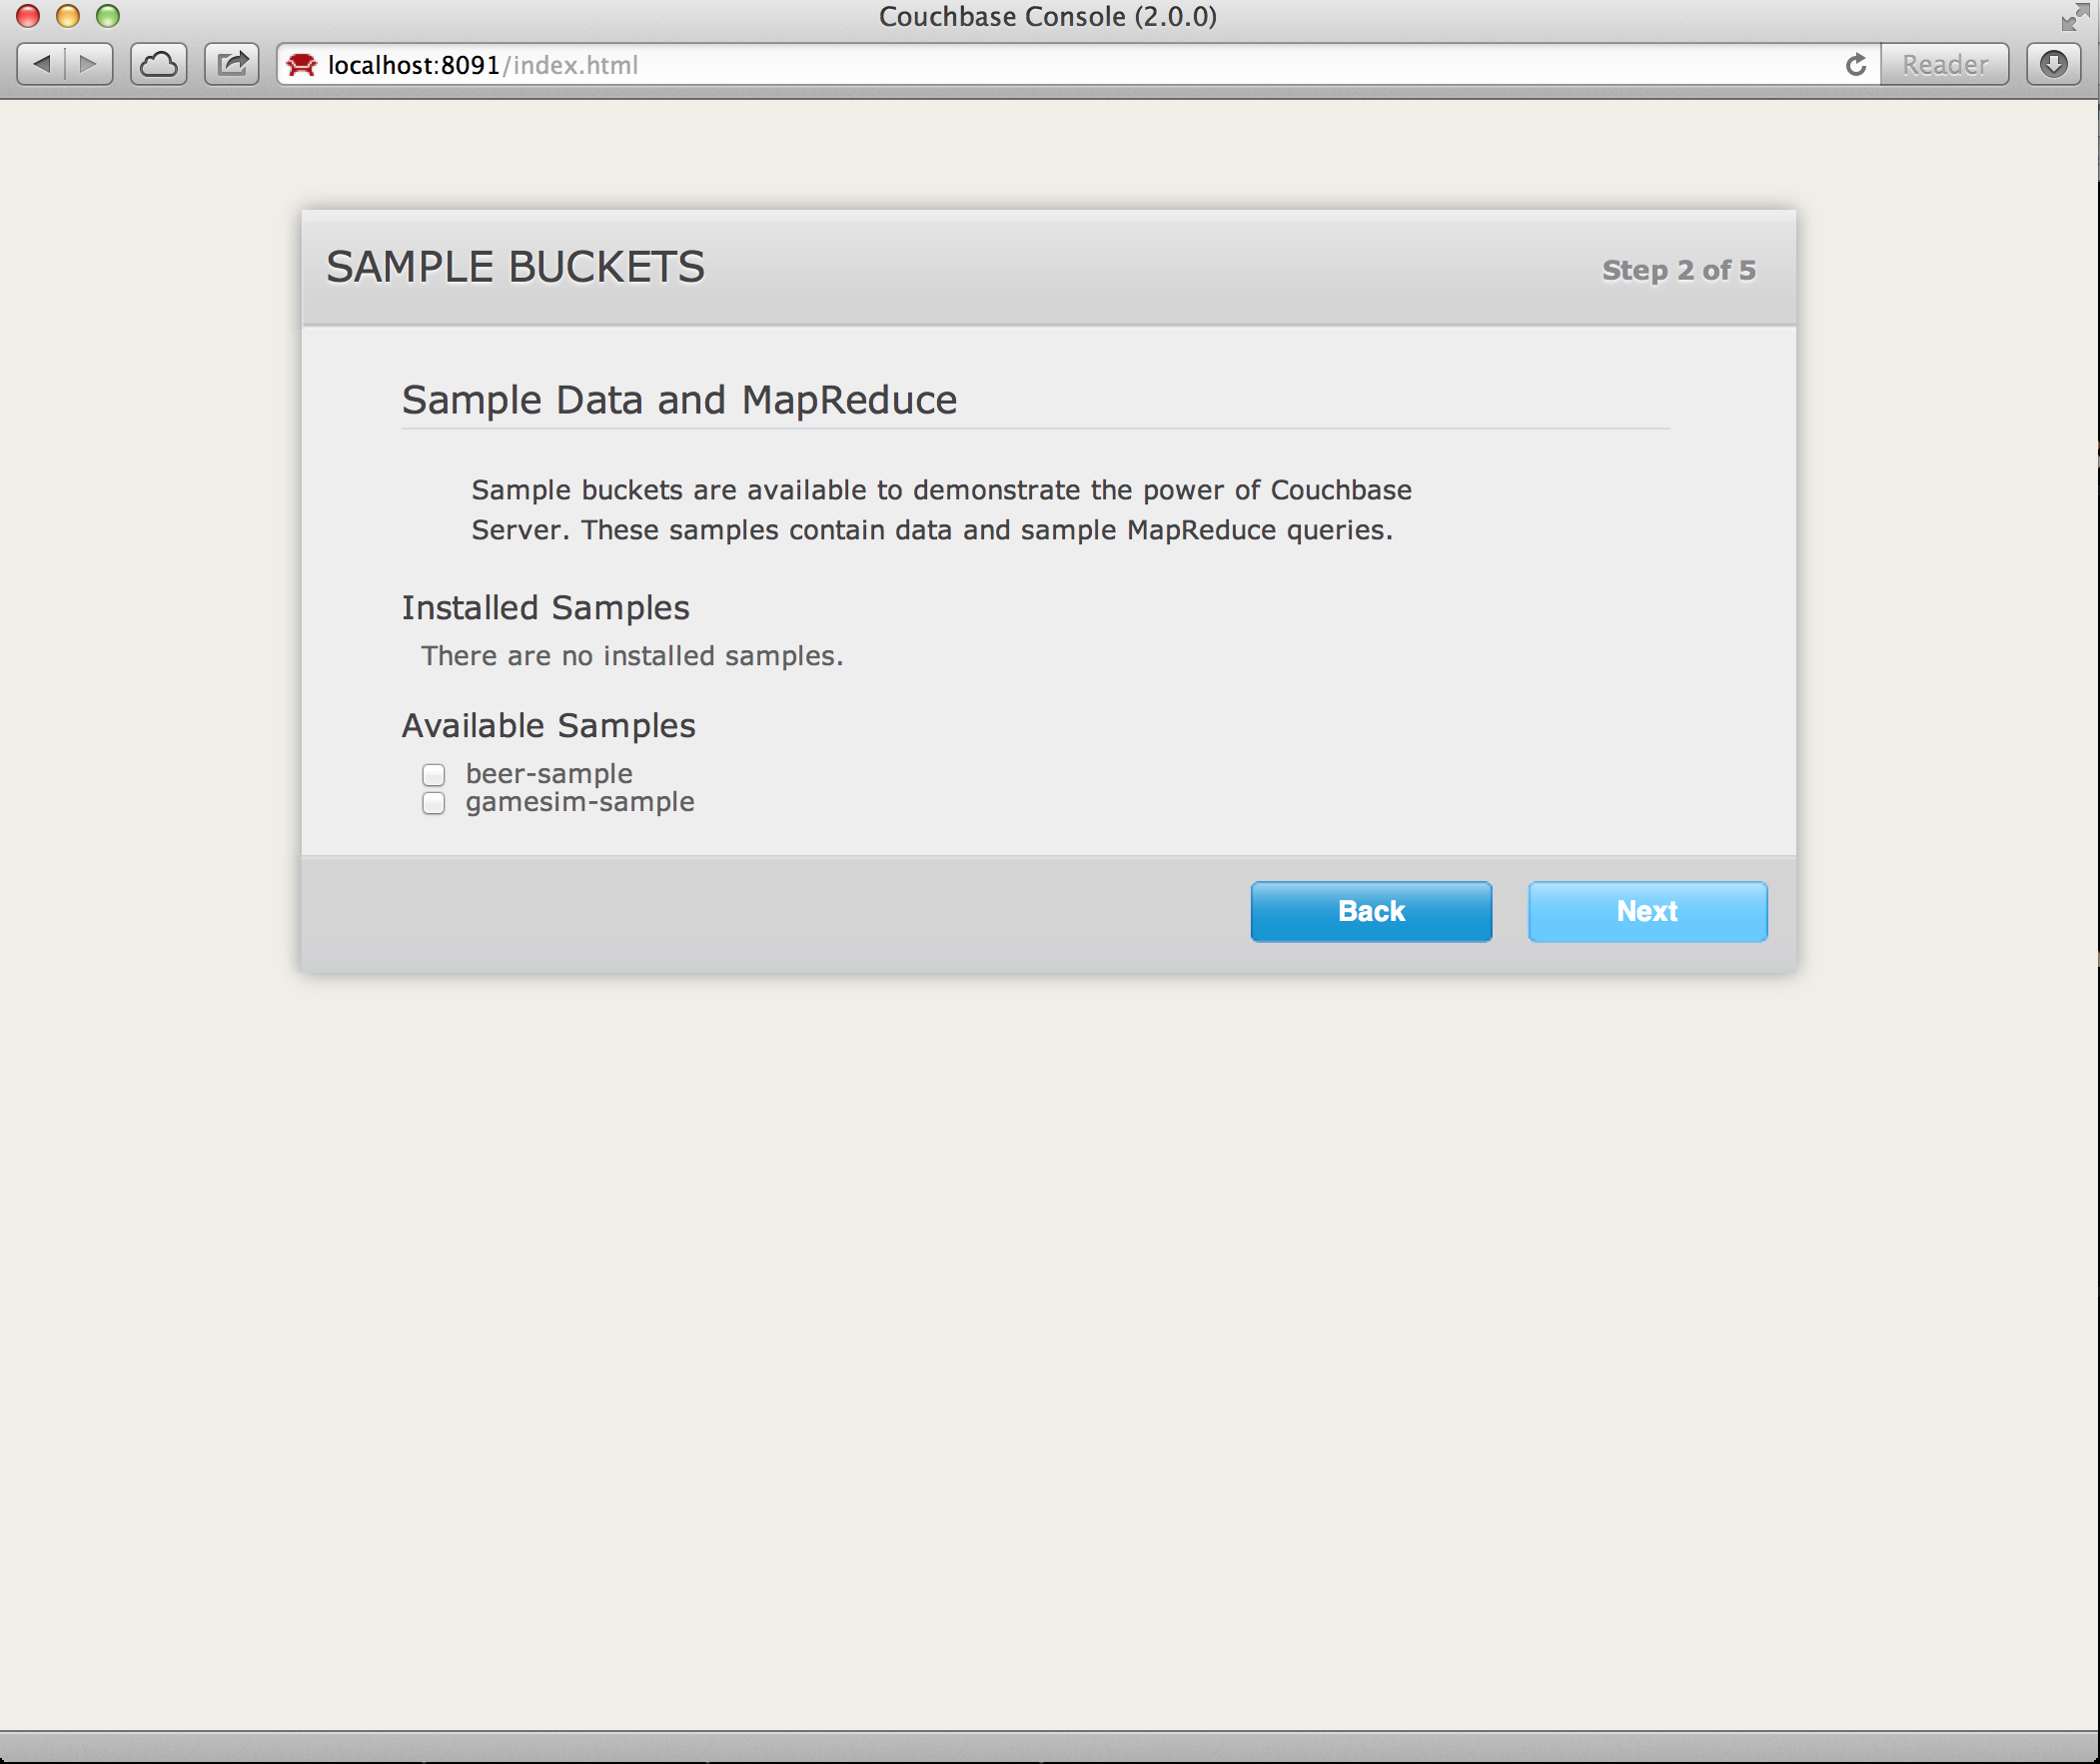 Couchbase Console (2.0.0)
localhost:8091/index.html
Reader
SAMPLE BUCKETS
Step 2 of 5
Sample Data and MapReduce
Sample buckets are available to demonstrate the power of Couchbase
Server. These samples contain data and sample MapReduce queries.
Installed Samples
There are no installed samples.
Available Samples
beer-sample
gamesim-sample
Back
Next